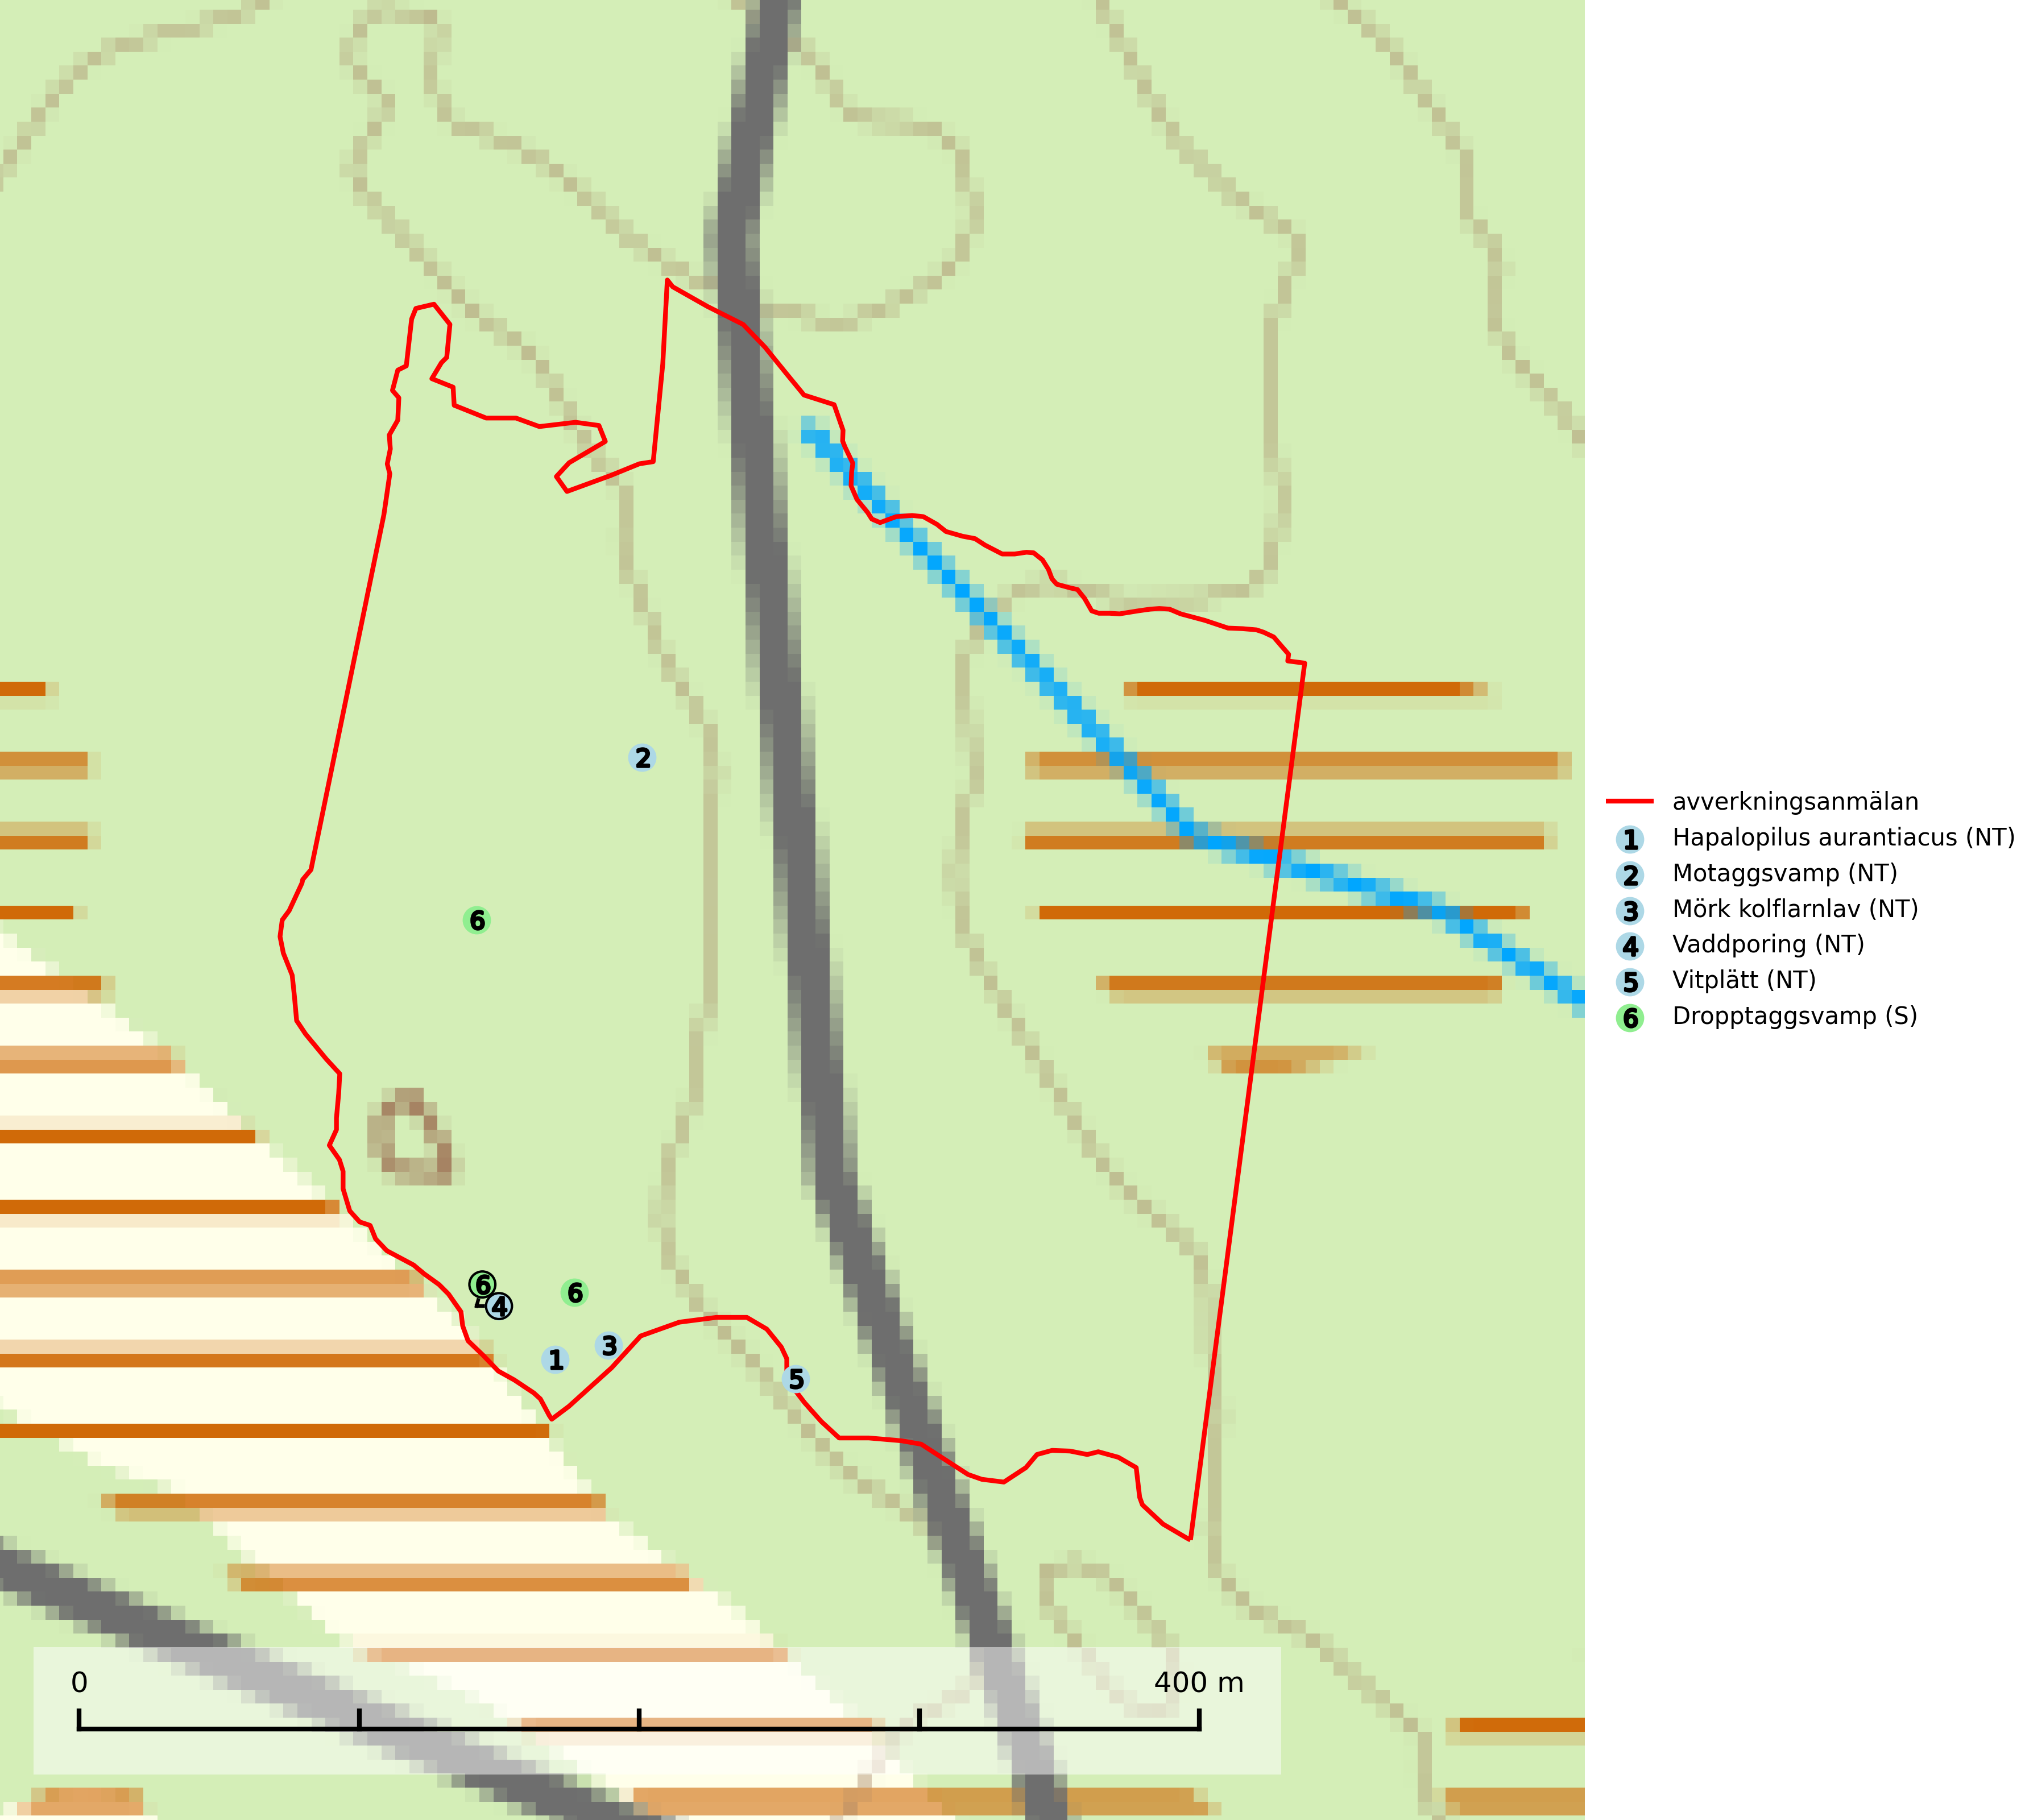 2
6
6
4
6
3
1
5
avverkningsanmälan
1 Hapalopilus aurantiacus (NT)
2 Motaggsvamp (NT)
3 Mörk kolflarnlav (NT)
4 Vaddporing (NT)
5 Vitplätt (NT)
6 Dropptaggsvamp (S)
0 400 m